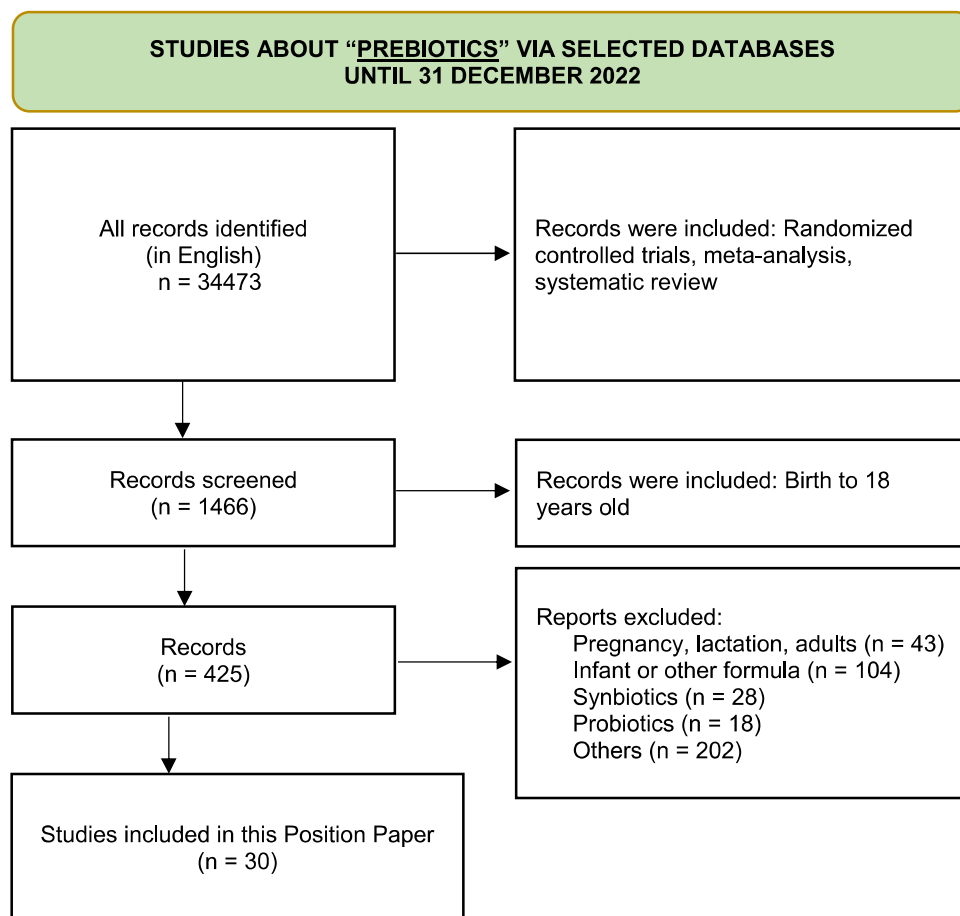 STUDIES ABOUT “PREBIOTICS” VIA SELECTED DATABASES
UNTIL 31 DECEMBER 2022
All records identified
(in English)
n = 34473
Records were included: Randomized
controlled trials, meta-analysis,
systematic review
Records screened
(n = 1466)
Records were included: Birth to 18
years old
Records
(n = 425)
Reports excluded:
Pregnancy, lactation, adults (n = 43)
Infant or other formula (n = 104)
Synbiotics (n = 28)
Probiotics (n = 18)
Others (n = 202)
Studies included in this Position Paper
(n = 30)